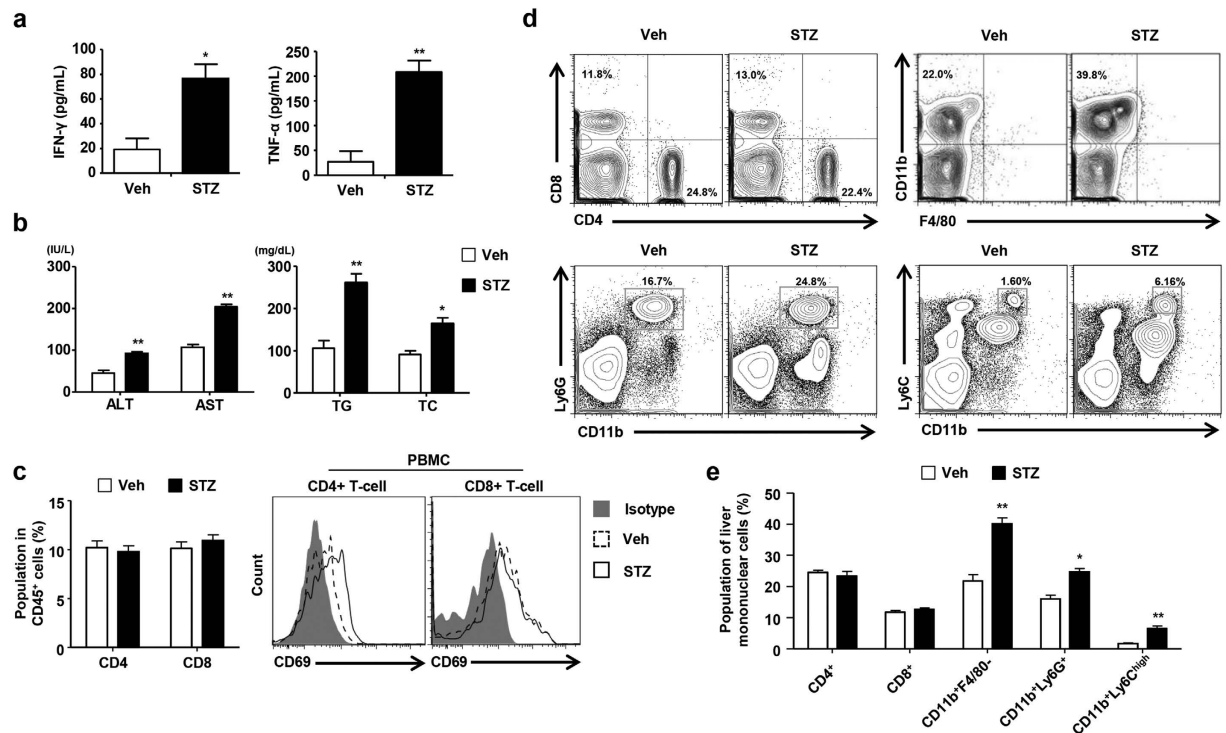 a
IFN-γ (pg/mL)
100
80
60
40
20
0
*
Veh
STZ
TNF-α (pg/mL)
250
200
150
100
50
0
**
Veh
STZ
b
(IU/L)
300
200
100
0
**
**
ALT
AST
(mg/dL)
300
200
100
0
**
*
TG
TC
Veh
STZ
c
Veh
STZ
Population in
CD45⁺ cells (%)
15
10
5
0
CD4
CD8
PBMC
CD4+ T-cell
CD8+ T-cell
Count
CD69
CD69
Isotype
Veh
STZ
d
Veh
STZ
11.8%
13.0%
24.8%
22.4%
CD8
CD4
Veh
STZ
22.0%
39.8%
CD11b
F4/80
Veh
STZ
16.7%
24.8%
Ly6G
CD11b
Veh
STZ
1.60%
6.16%
Ly6C
CD11b
e
Veh
STZ
Population of liver
mononuclear cells (%)
50
40
30
20
10
0
**
*
**
CD4⁺
CD8⁺
CD11b⁺F4/80-
CD11b⁺Ly6G⁺
CD11b⁺Ly6C^high